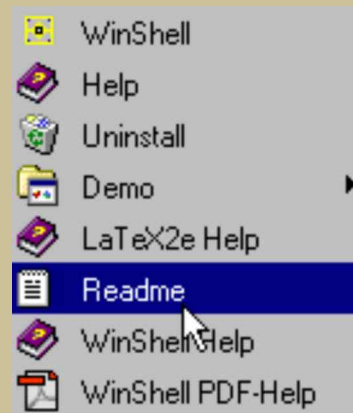 WinShell
Help
Uninstall
Demo
LaTeX2e Help
Readme
WinShell Help
WinShell PDF-Help